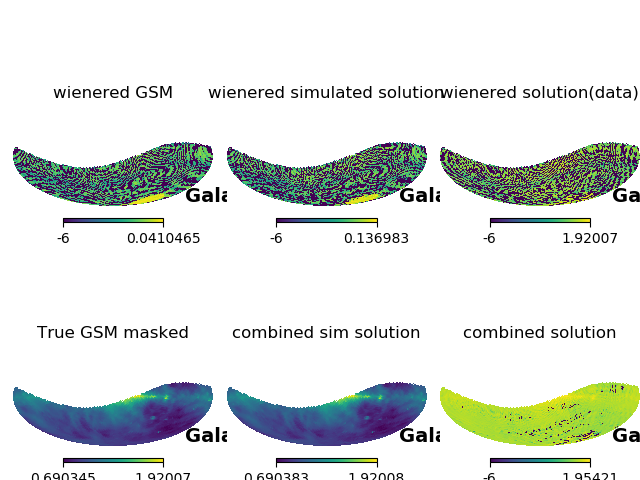 wienered GSM
wienered simulated solution
wienered solution(data)
Gala
Gala
Ga
-6 0.0410465
-6 0.136983
-6 1.92007
True GSM masked
combined sim solution
combined solution
Gala
Gala
Ga
0.690345 1.92007
0.690383 1.92008
-6 1.95421